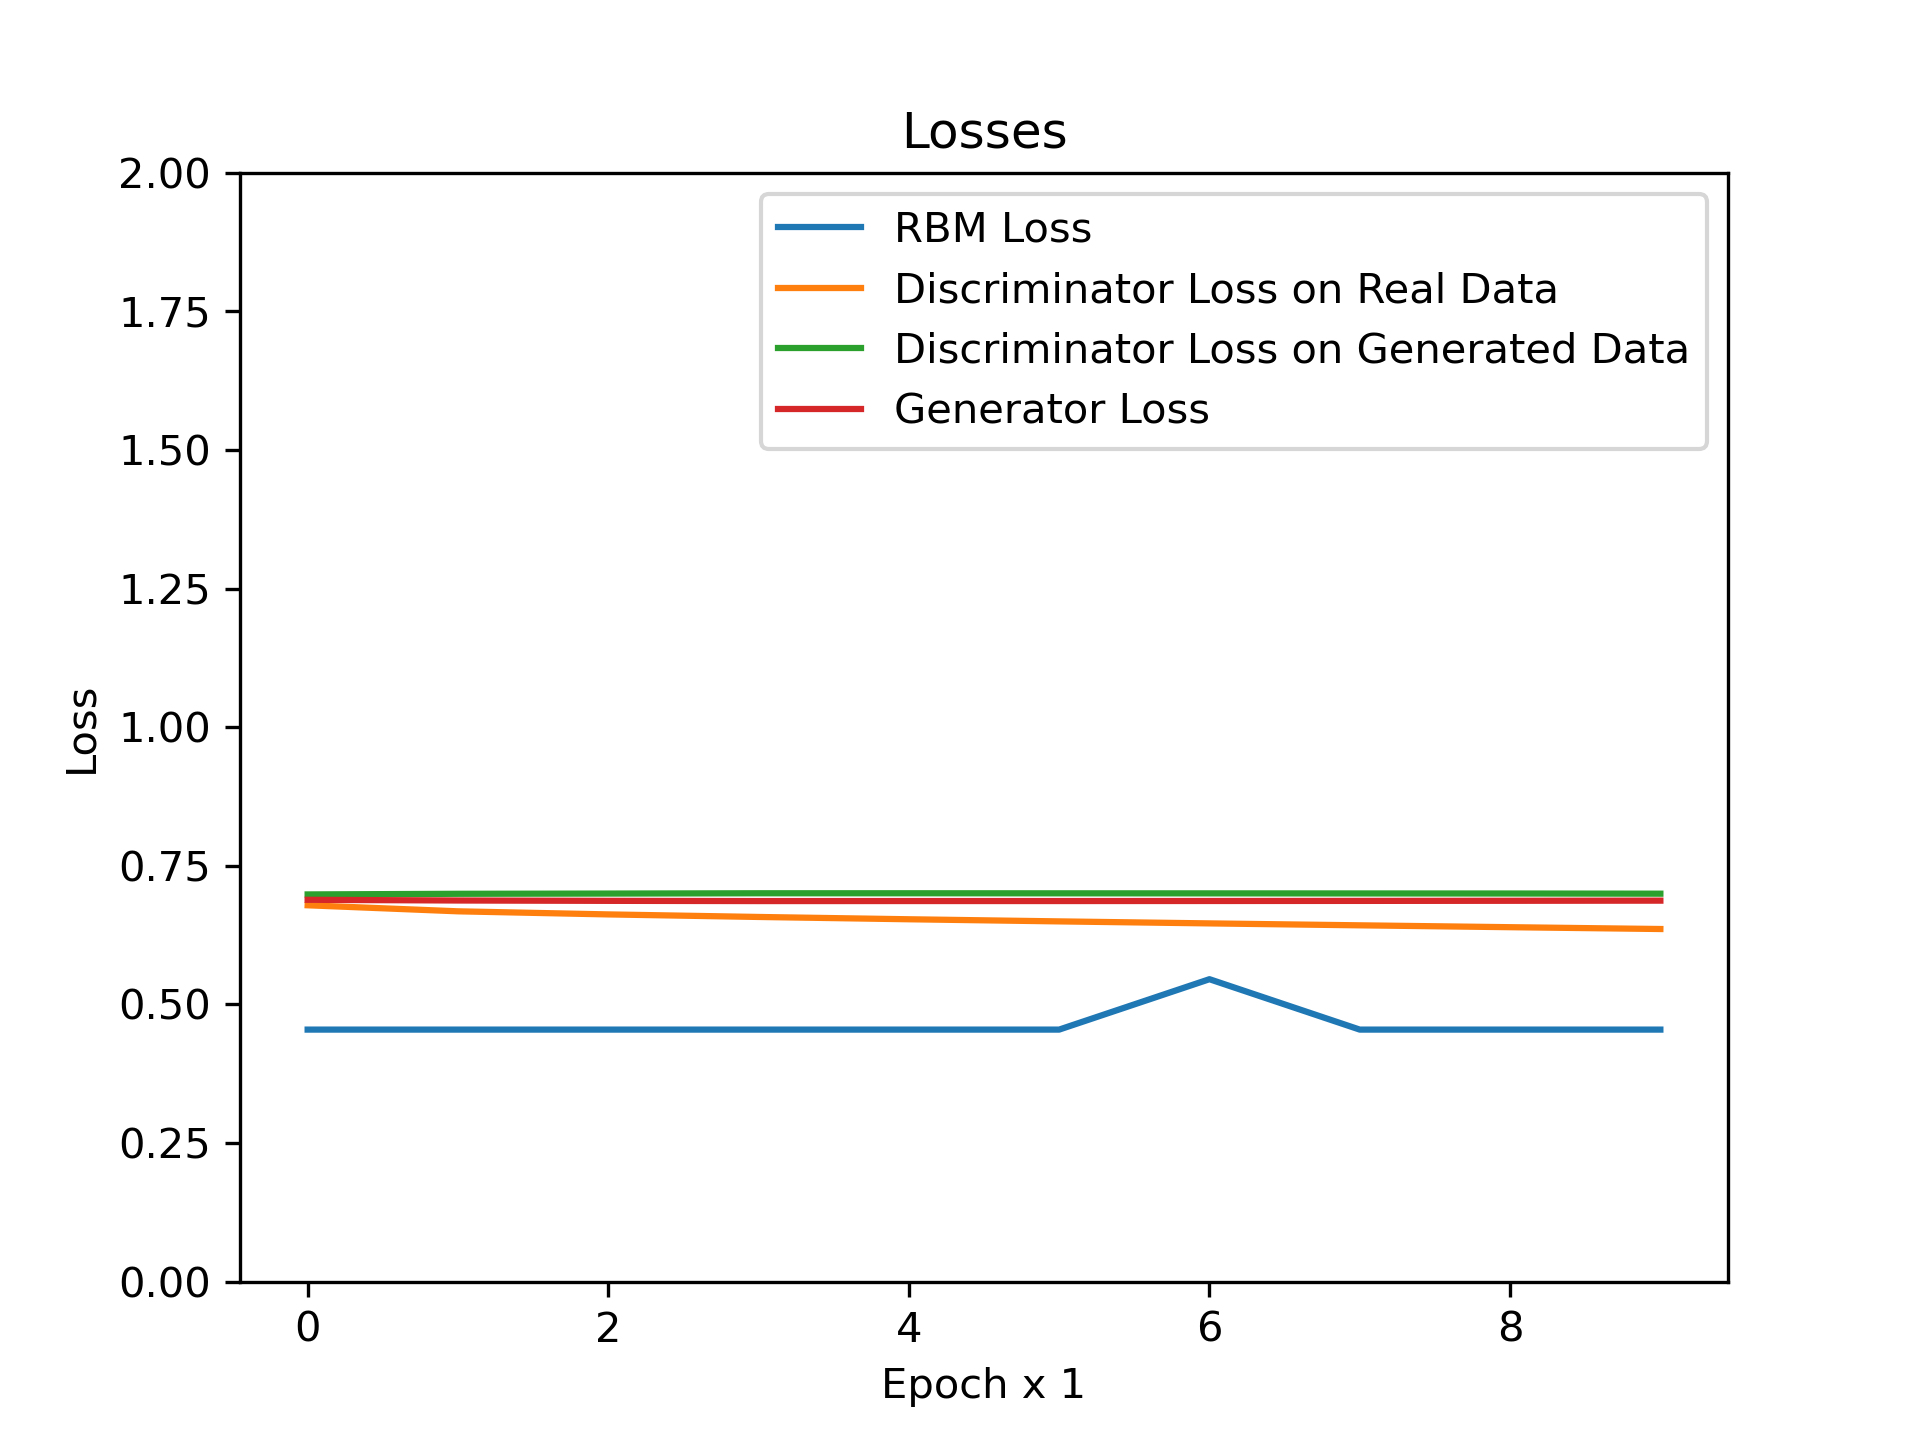 Losses
2.00
1.75
1.50
1.25
1.00
0.75
0.50
0.25
0.00
Loss
RBM Loss
Discriminator Loss on Real Data
Discriminator Loss on Generated Data
Generator Loss
0 2 4 6 8
Epoch x 1